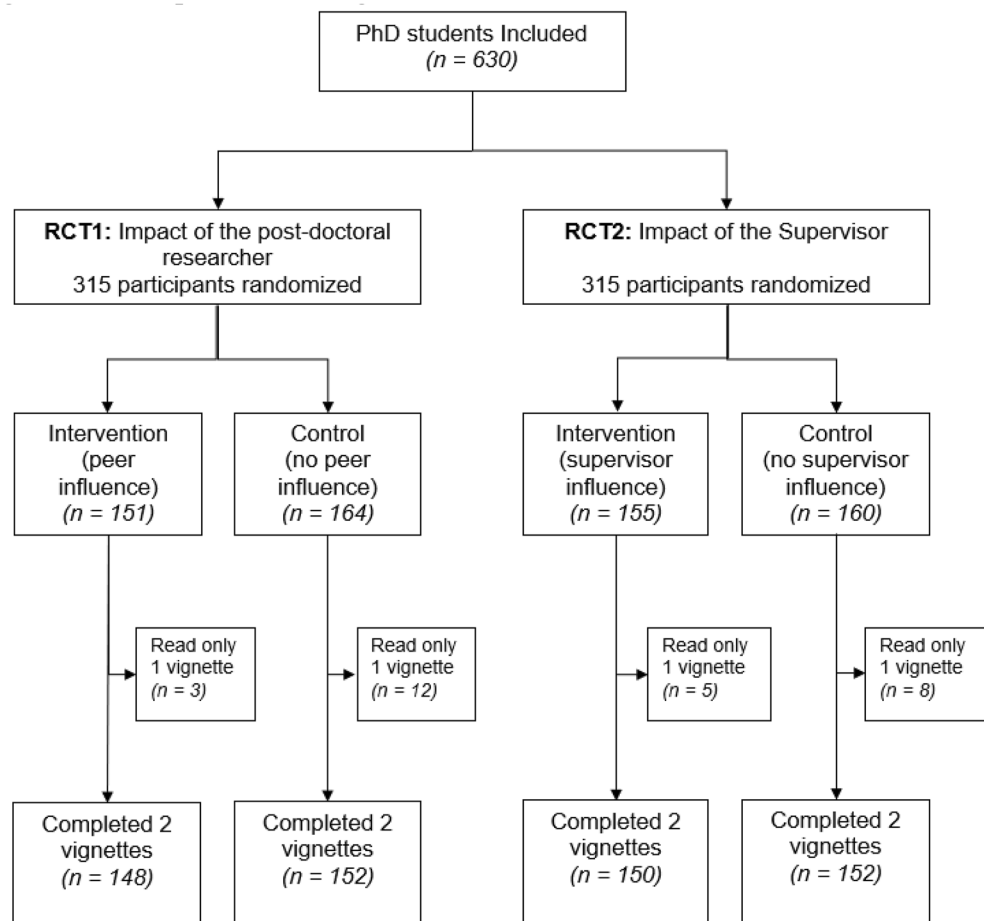 PhD students Included
(n = 630)
RCT1: Impact of the post-doctoral
researcher
315 participants randomized
RCT2: Impact of the Supervisor
315 participants randomized
Intervention
(peer
influence)
(n = 151)
Control
(no peer
influence)
(n = 164)
Intervention
(supervisor
influence)
(n = 155)
Control
(no supervisor
influence)
(n = 160)
Read only
1 vignette
(n = 3)
Read only
1 vignette
(n = 12)
Read only
1 vignette
(n = 5)
Read only
1 vignette
(n = 8)
Completed 2
vignettes
(n = 148)
Completed 2
vignettes
(n = 152)
Completed 2
vignettes
(n = 150)
Completed 2
vignettes
(n = 152)